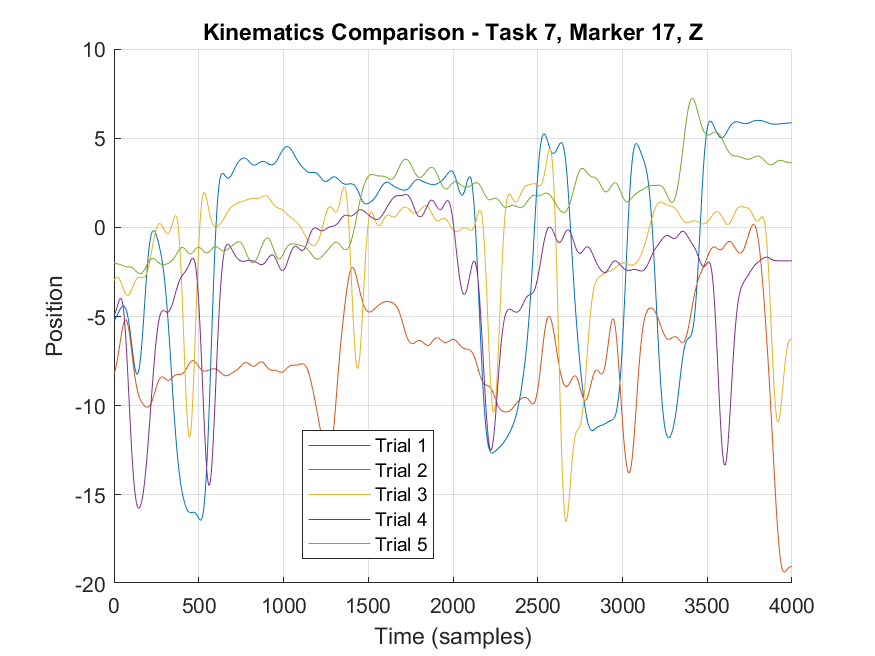 Kinematics Comparison - Task 7, Marker 17, Z
10
5
0
-5
-10
-15
-20
Position
Trial 1
Trial 2
Trial 3
Trial 4
Trial 5
0 500 1000 1500 2000 2500 3000 3500 4000
Time (samples)